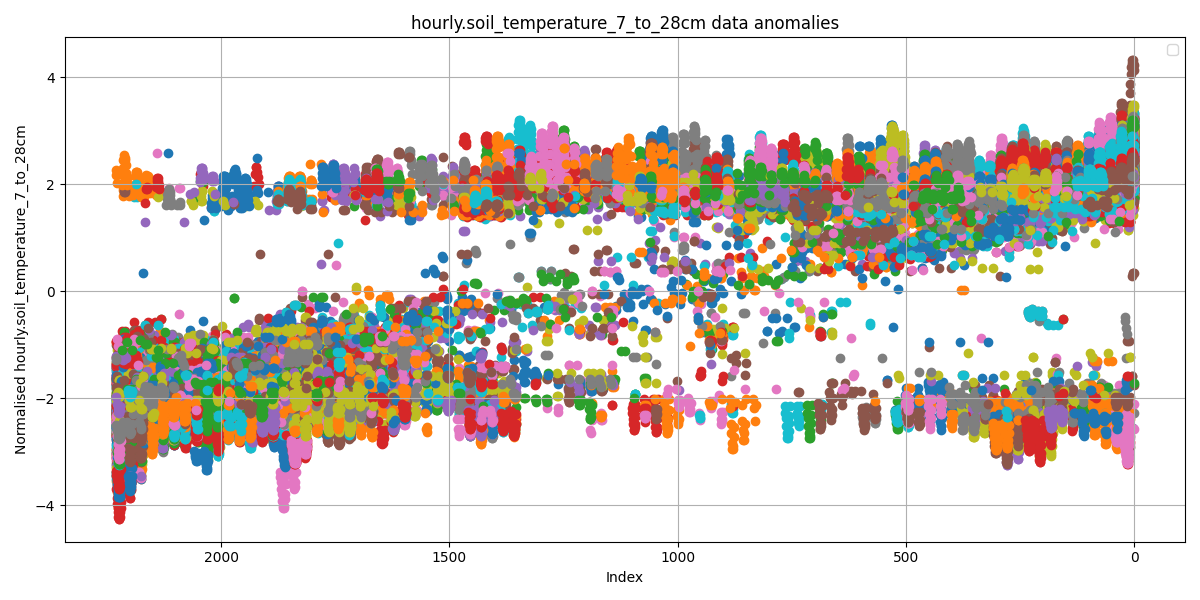 hourly.soil_temperature_7_to_28cm data anomalies
Normalised hourly.soil_temperature_7_to_28cm
4
2
0
−2
−4
2000 1500 1000 500 0
Index